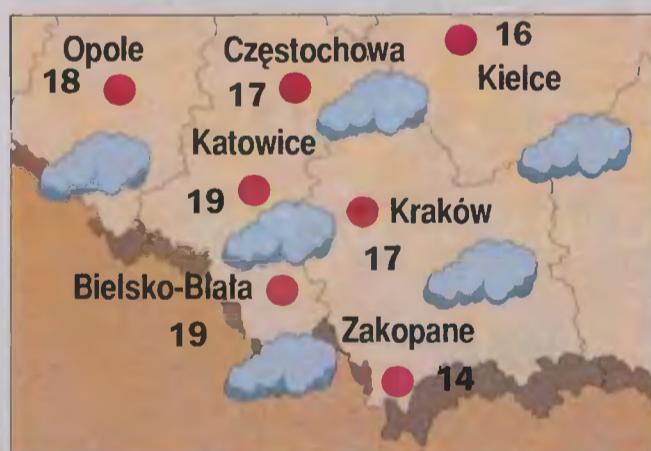 Opole
18
Częstochowa
17
16
Kielce
Katowice
19
Kraków
17
Bielsko-Biała
19
Zakopane
14